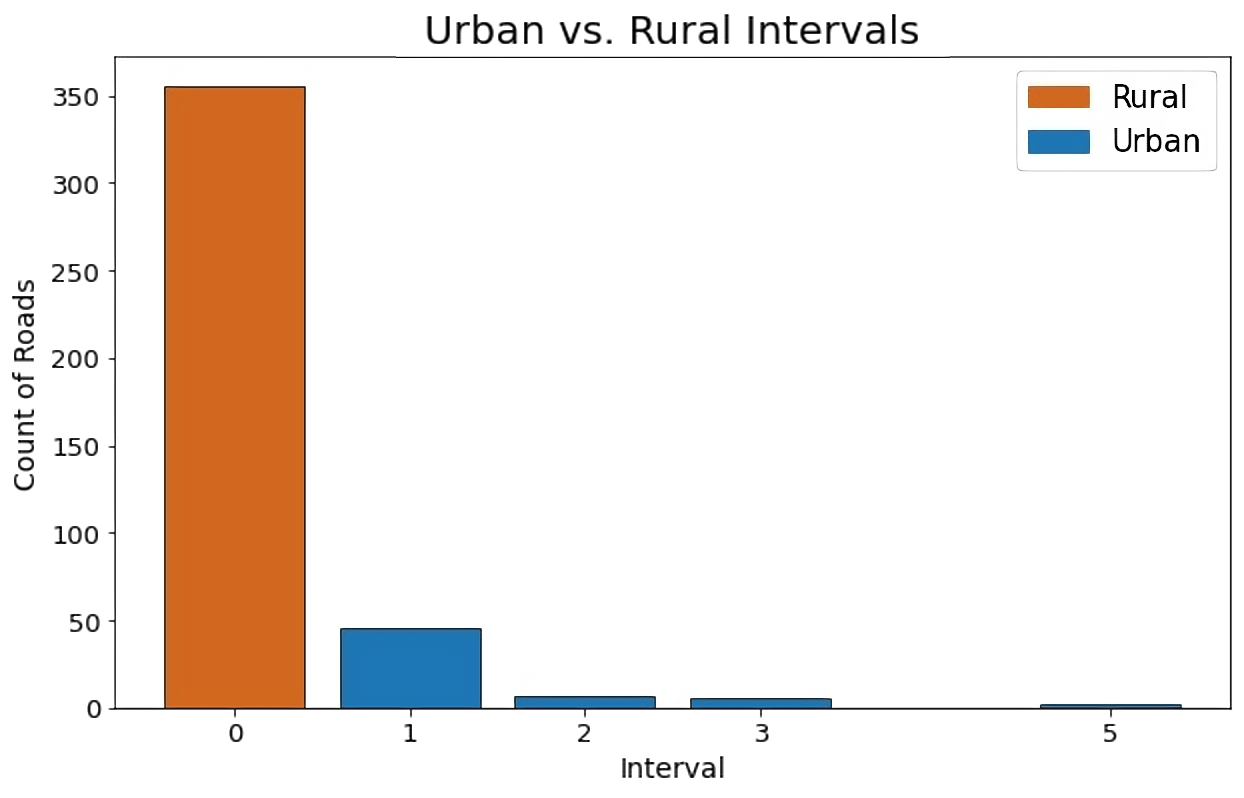 Urban vs. Rural Intervals
Rural
Urban
350
300
250
200
150
100
50
0
Count of Roads
0 1 2 3 5
Interval